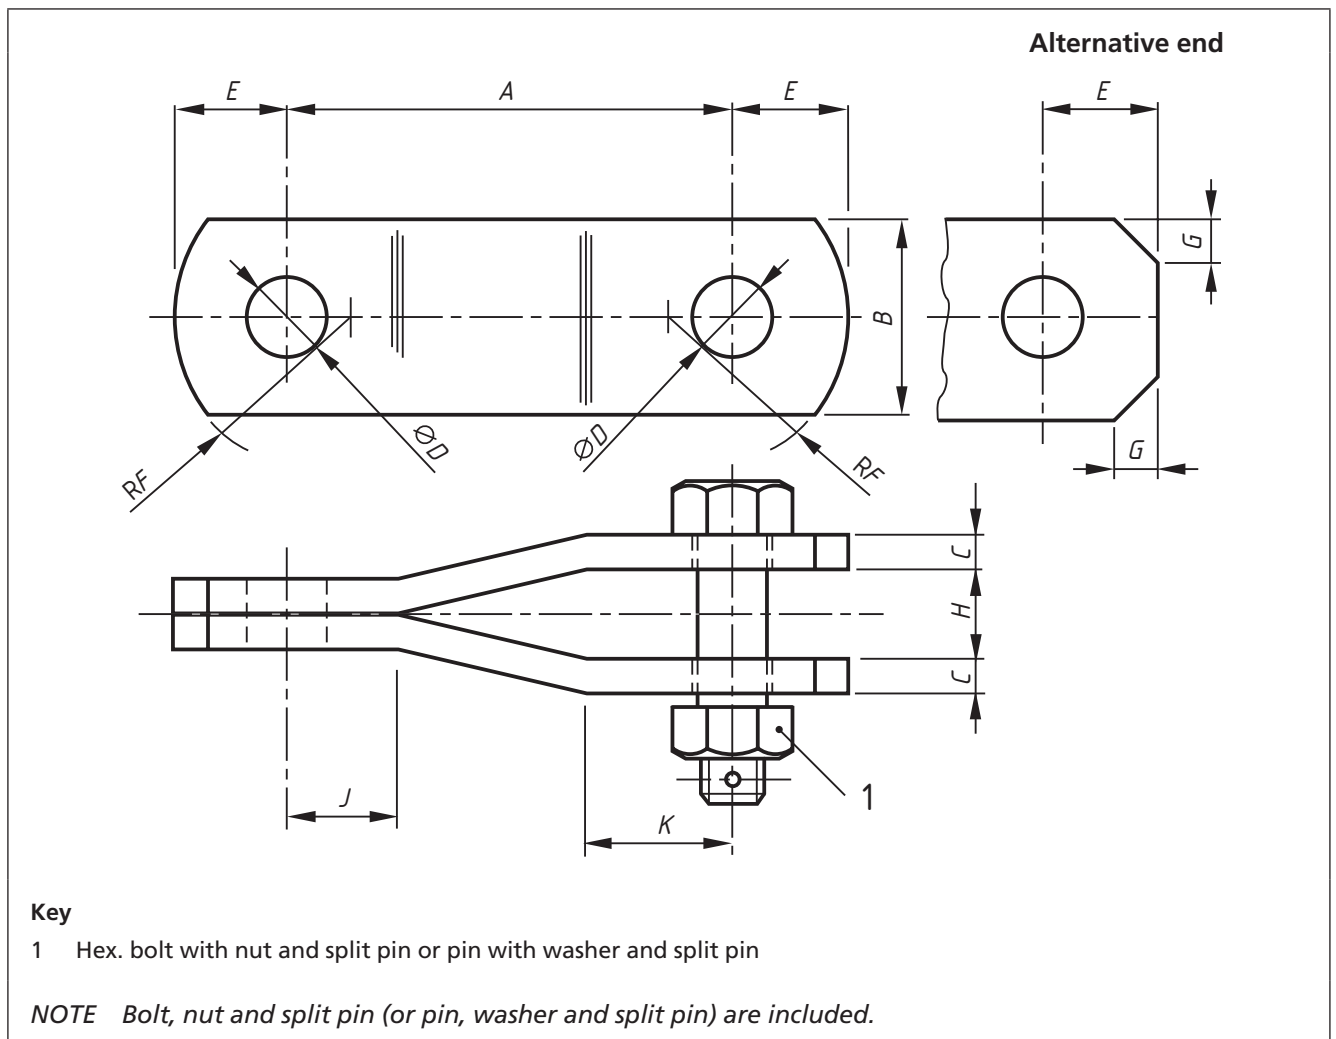 Alternative end
E A E E
G
B
ØD ØD
RF RF
G
C
H
C
J
K
1
Key
1 Hex. bolt with nut and split pin or pin with washer and split pin
NOTE Bolt, nut and split pin (or pin, washer and split pin) are included.